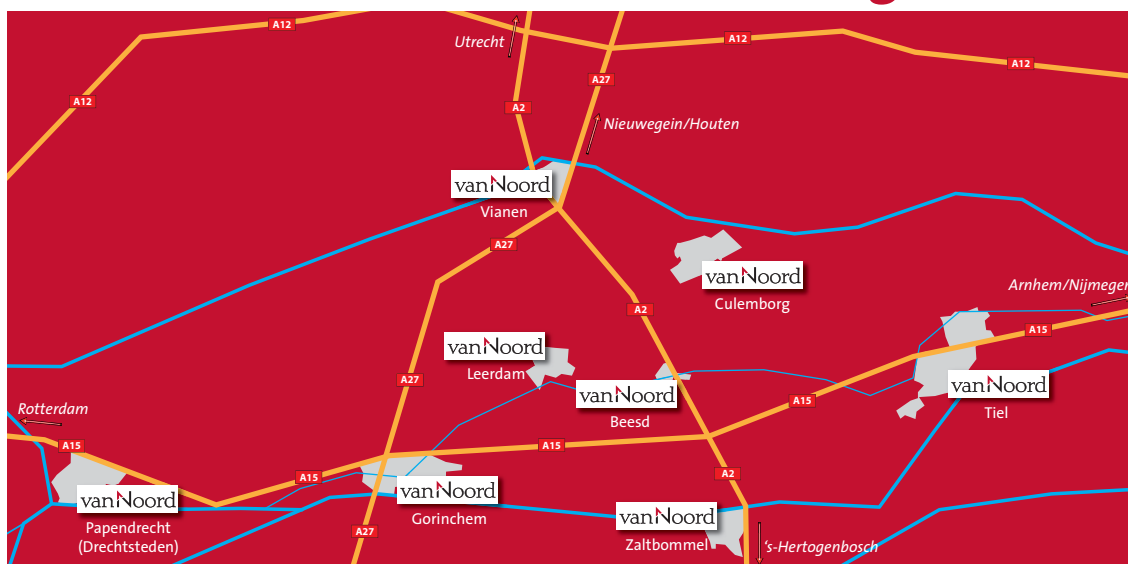 A12
Utrecht
A12
A12
A12
A27
A2
Nieuwegein/Houten
vanNoord
Vianen
A27
vanNoord
Culemborg
Arnhem/Nijmegen
A2
A15
vanNoord
Leerdam
A27
vanNoord
Beesd
vanNoord
Tiel
A15
Rotterdam
A15
A15
A15
A2
vanNoord
Papendrecht
(Drechtsteden)
vanNoord
Gorinchem
vanNoord
Zaltbommel
A27
's-Hertogenbosch